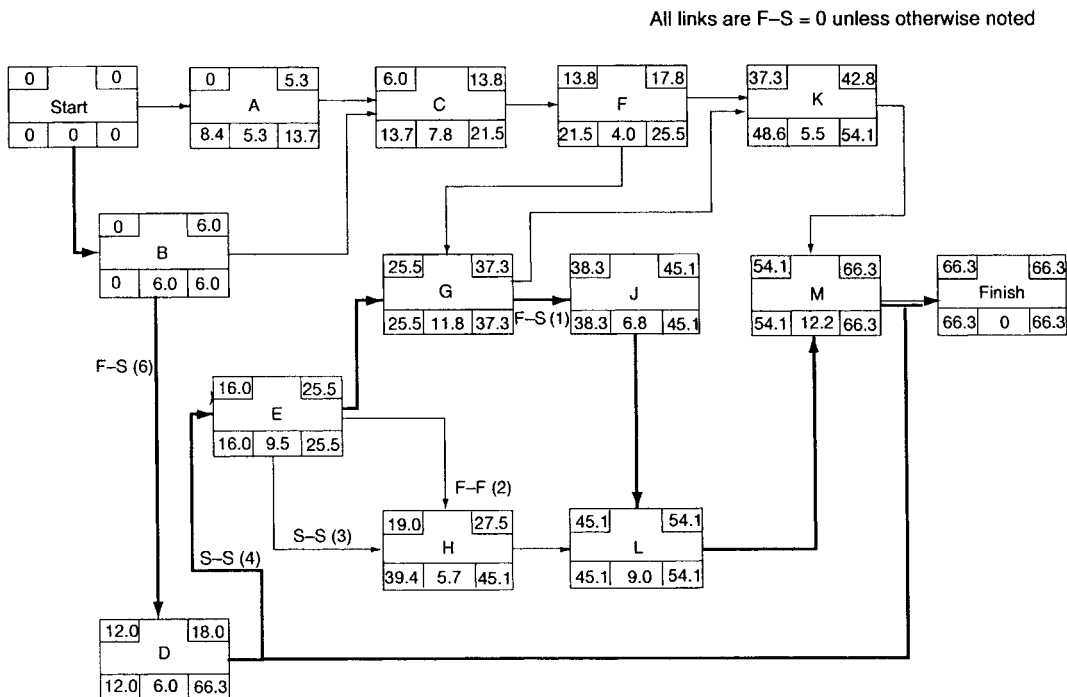 All links are F–S = 0 unless otherwise noted
0 0
Start
0 0 0
0 5.3
A
8.4 5.3 13.7
6.0 13.8
C
13.7 7.8 21.5
13.8 17.8
F
21.5 4.0 25.5
37.3 42.8
K
48.6 5.5 54.1
0 6.0
B
0 6.0 6.0
25.5 37.3
G
25.5 11.8 37.3
F–S (1)
38.3 45.1
J
38.3 6.8 45.1
54.1 66.3
M
54.1 12.2 66.3
66.3 66.3
Finish
66.3 0 66.3
F–S (6)
16.0 25.5
E
16.0 9.5 25.5
F–F (2)
S–S (3)
S–S (4)
19.0 27.5
H
39.4 5.7 45.1
45.1 54.1
L
45.1 9.0 54.1
12.0 18.0
D
12.0 6.0 66.3